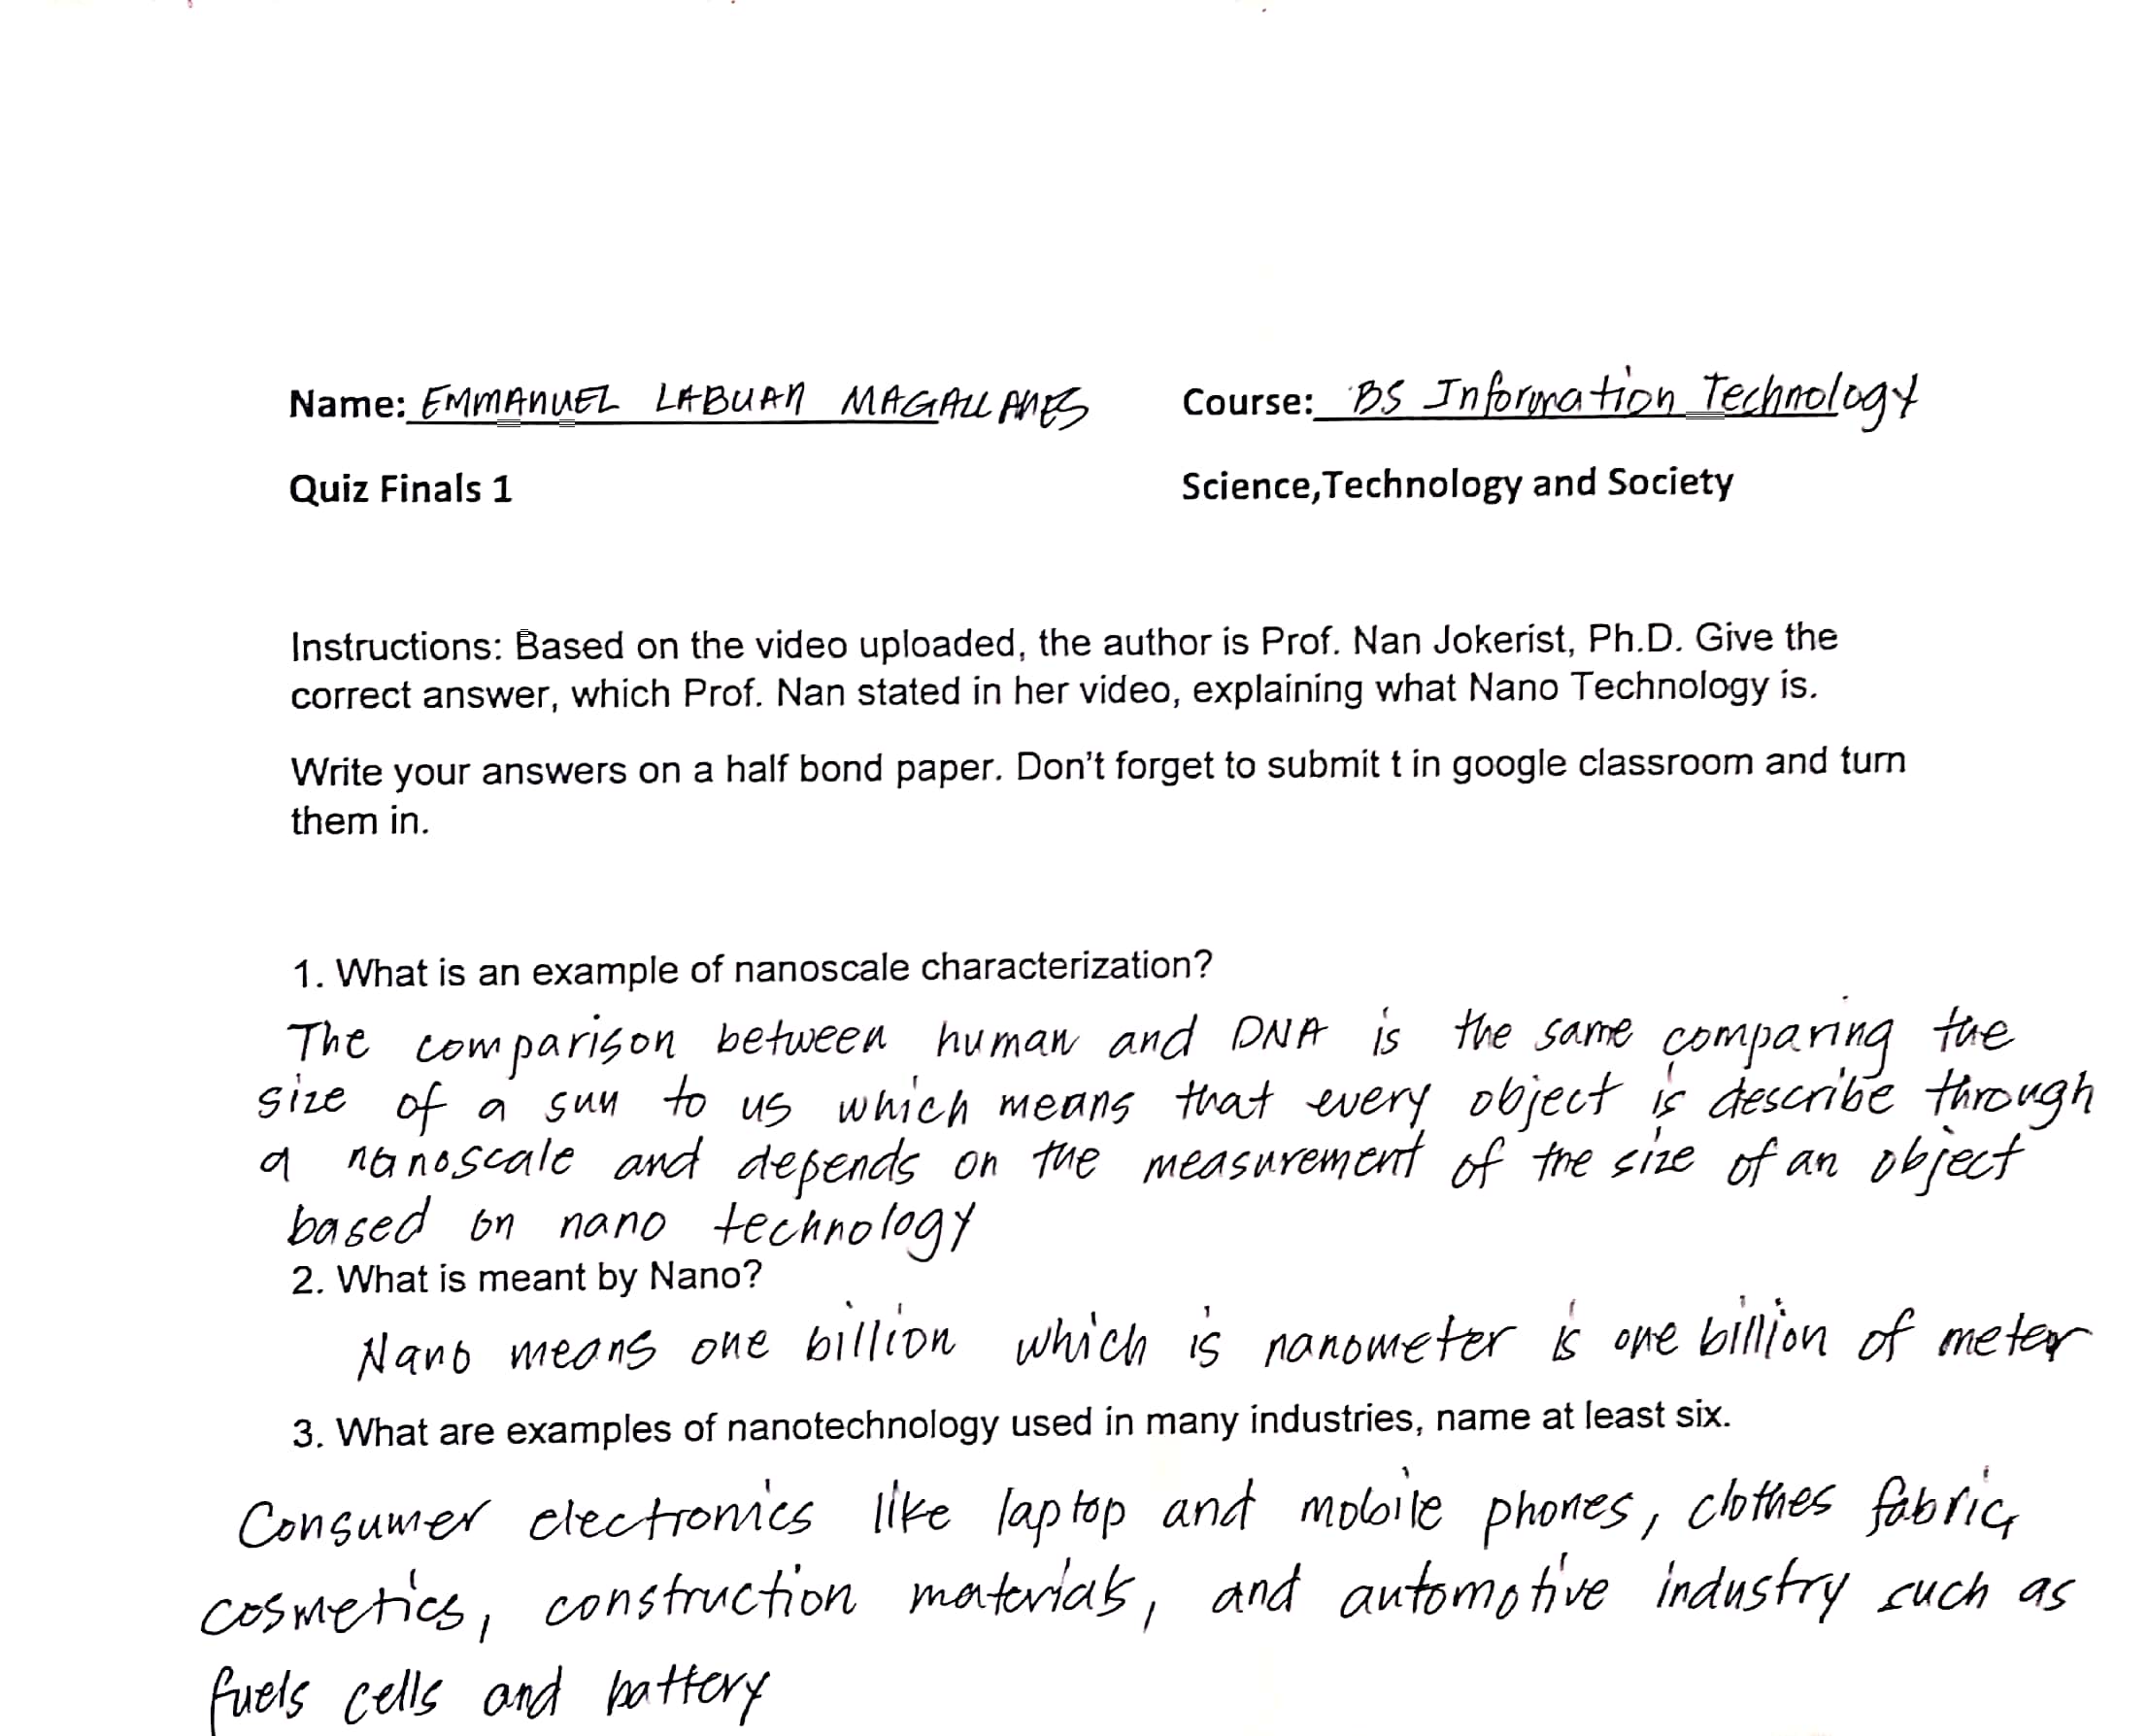 Name: EMMANUEL LABUAN MAGALLANES Course: BS Information Technology
Quiz Finals 1 Science,Technology and Society
Instructions: Based on the video uploaded, the author is Prof. Nan Jokerist, Ph.D. Give the
correct answer, which Prof. Nan stated in her video, explaining what Nano Technology is.
Write your answers on a half bond paper. Don't forget to submit t in google classroom and turn
them in.
1. What is an example of nanoscale characterization?
The comparison between human and DNA is the same comparing the
size of a sun to us which means that every object is describe through
a nanoscale and depends on the measurement of the size of an object
based on nano technology
2. What is meant by Nano?
Nano means one billion which is nanometer is one billion of meter
3. What are examples of nanotechnology used in many industries, name at least six.
Consumer electronics like laptop and mobile phones, clothes fabric,
cosmetics, construction materials, and automotive industry such as
fuels cells and battery